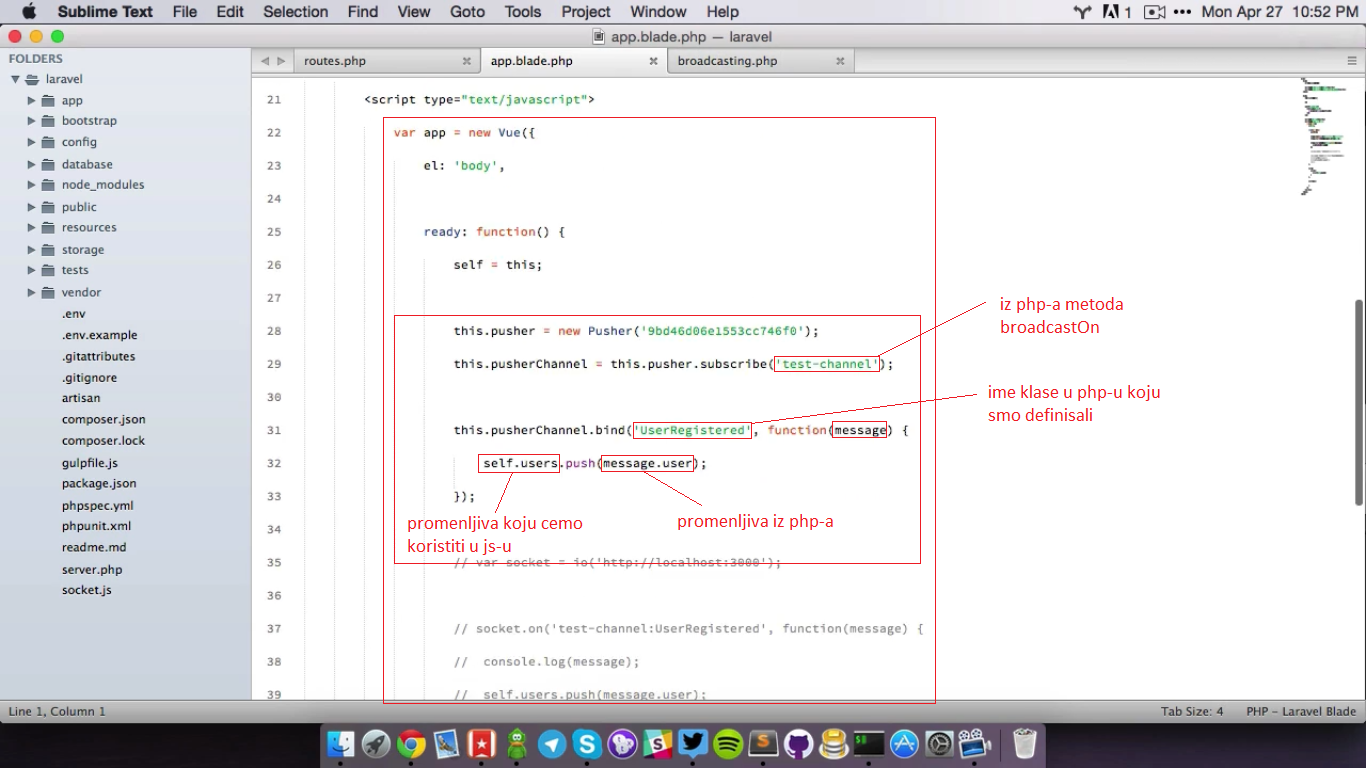 Sublime Text File Edit Selection Find View Goto Tools Project Window Help 1 Mon Apr 27 10:52 PM
app.blade.php — laravel
FOLDERS
laravel
app
bootstrap
config
database
node_modules
public
resources
storage
tests
vendor
.env
.env.example
.gitattributes
.gitignore
artisan
composer.json
composer.lock
gulpfile.js
package.json
phpspec.yml
phpunit.xml
readme.md
server.php
socket.js
routes.php app.blade.php broadcasting.php
21 <script type="text/javascript">
22 var app = new Vue({
23 el: 'body',
24
25 ready: function() {
26 self = this;
27
28 this.pusher = new Pusher('9bd46d06e1553cc746f0');
29 this.pusherChannel = this.pusher.subscribe('test-channel');
30
31 this.pusherChannel.bind('UserRegistered', function(message) {
32 self.users.push(message.user);
33 });
34
35 // var socket = io('http://localhost:3000');
36
37 // socket.on('test-channel:UserRegistered', function(message) {
38 // console.log(message);
39 // self.users.push(message.user);
iz php-a metoda
broadcastOn
ime klase u php-u koju
smo definisali
promenljiva koju cemo
koristiti u js-u
promenljiva iz php-a
Line 1, Column 1 Tab Size: 4 PHP - Laravel Blade